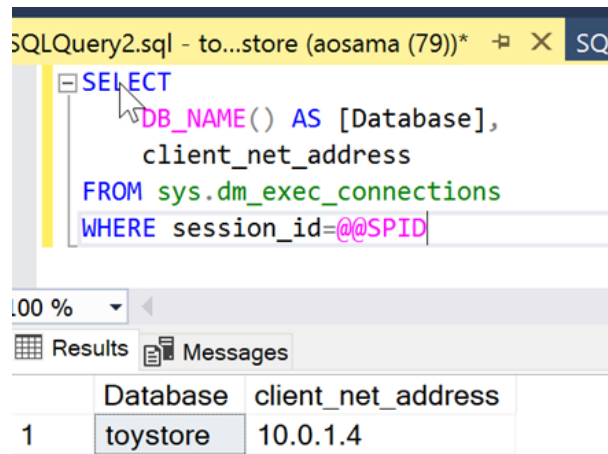 SQLQuery2.sql - to...store (aosama (79))* SQ
SELECT
DB_NAME() AS [Database],
client_net_address
FROM sys.dm_exec_connections
WHERE session_id=@@SPID
100 %
Results Messages
Database client_net_address
1 toystore 10.0.1.4